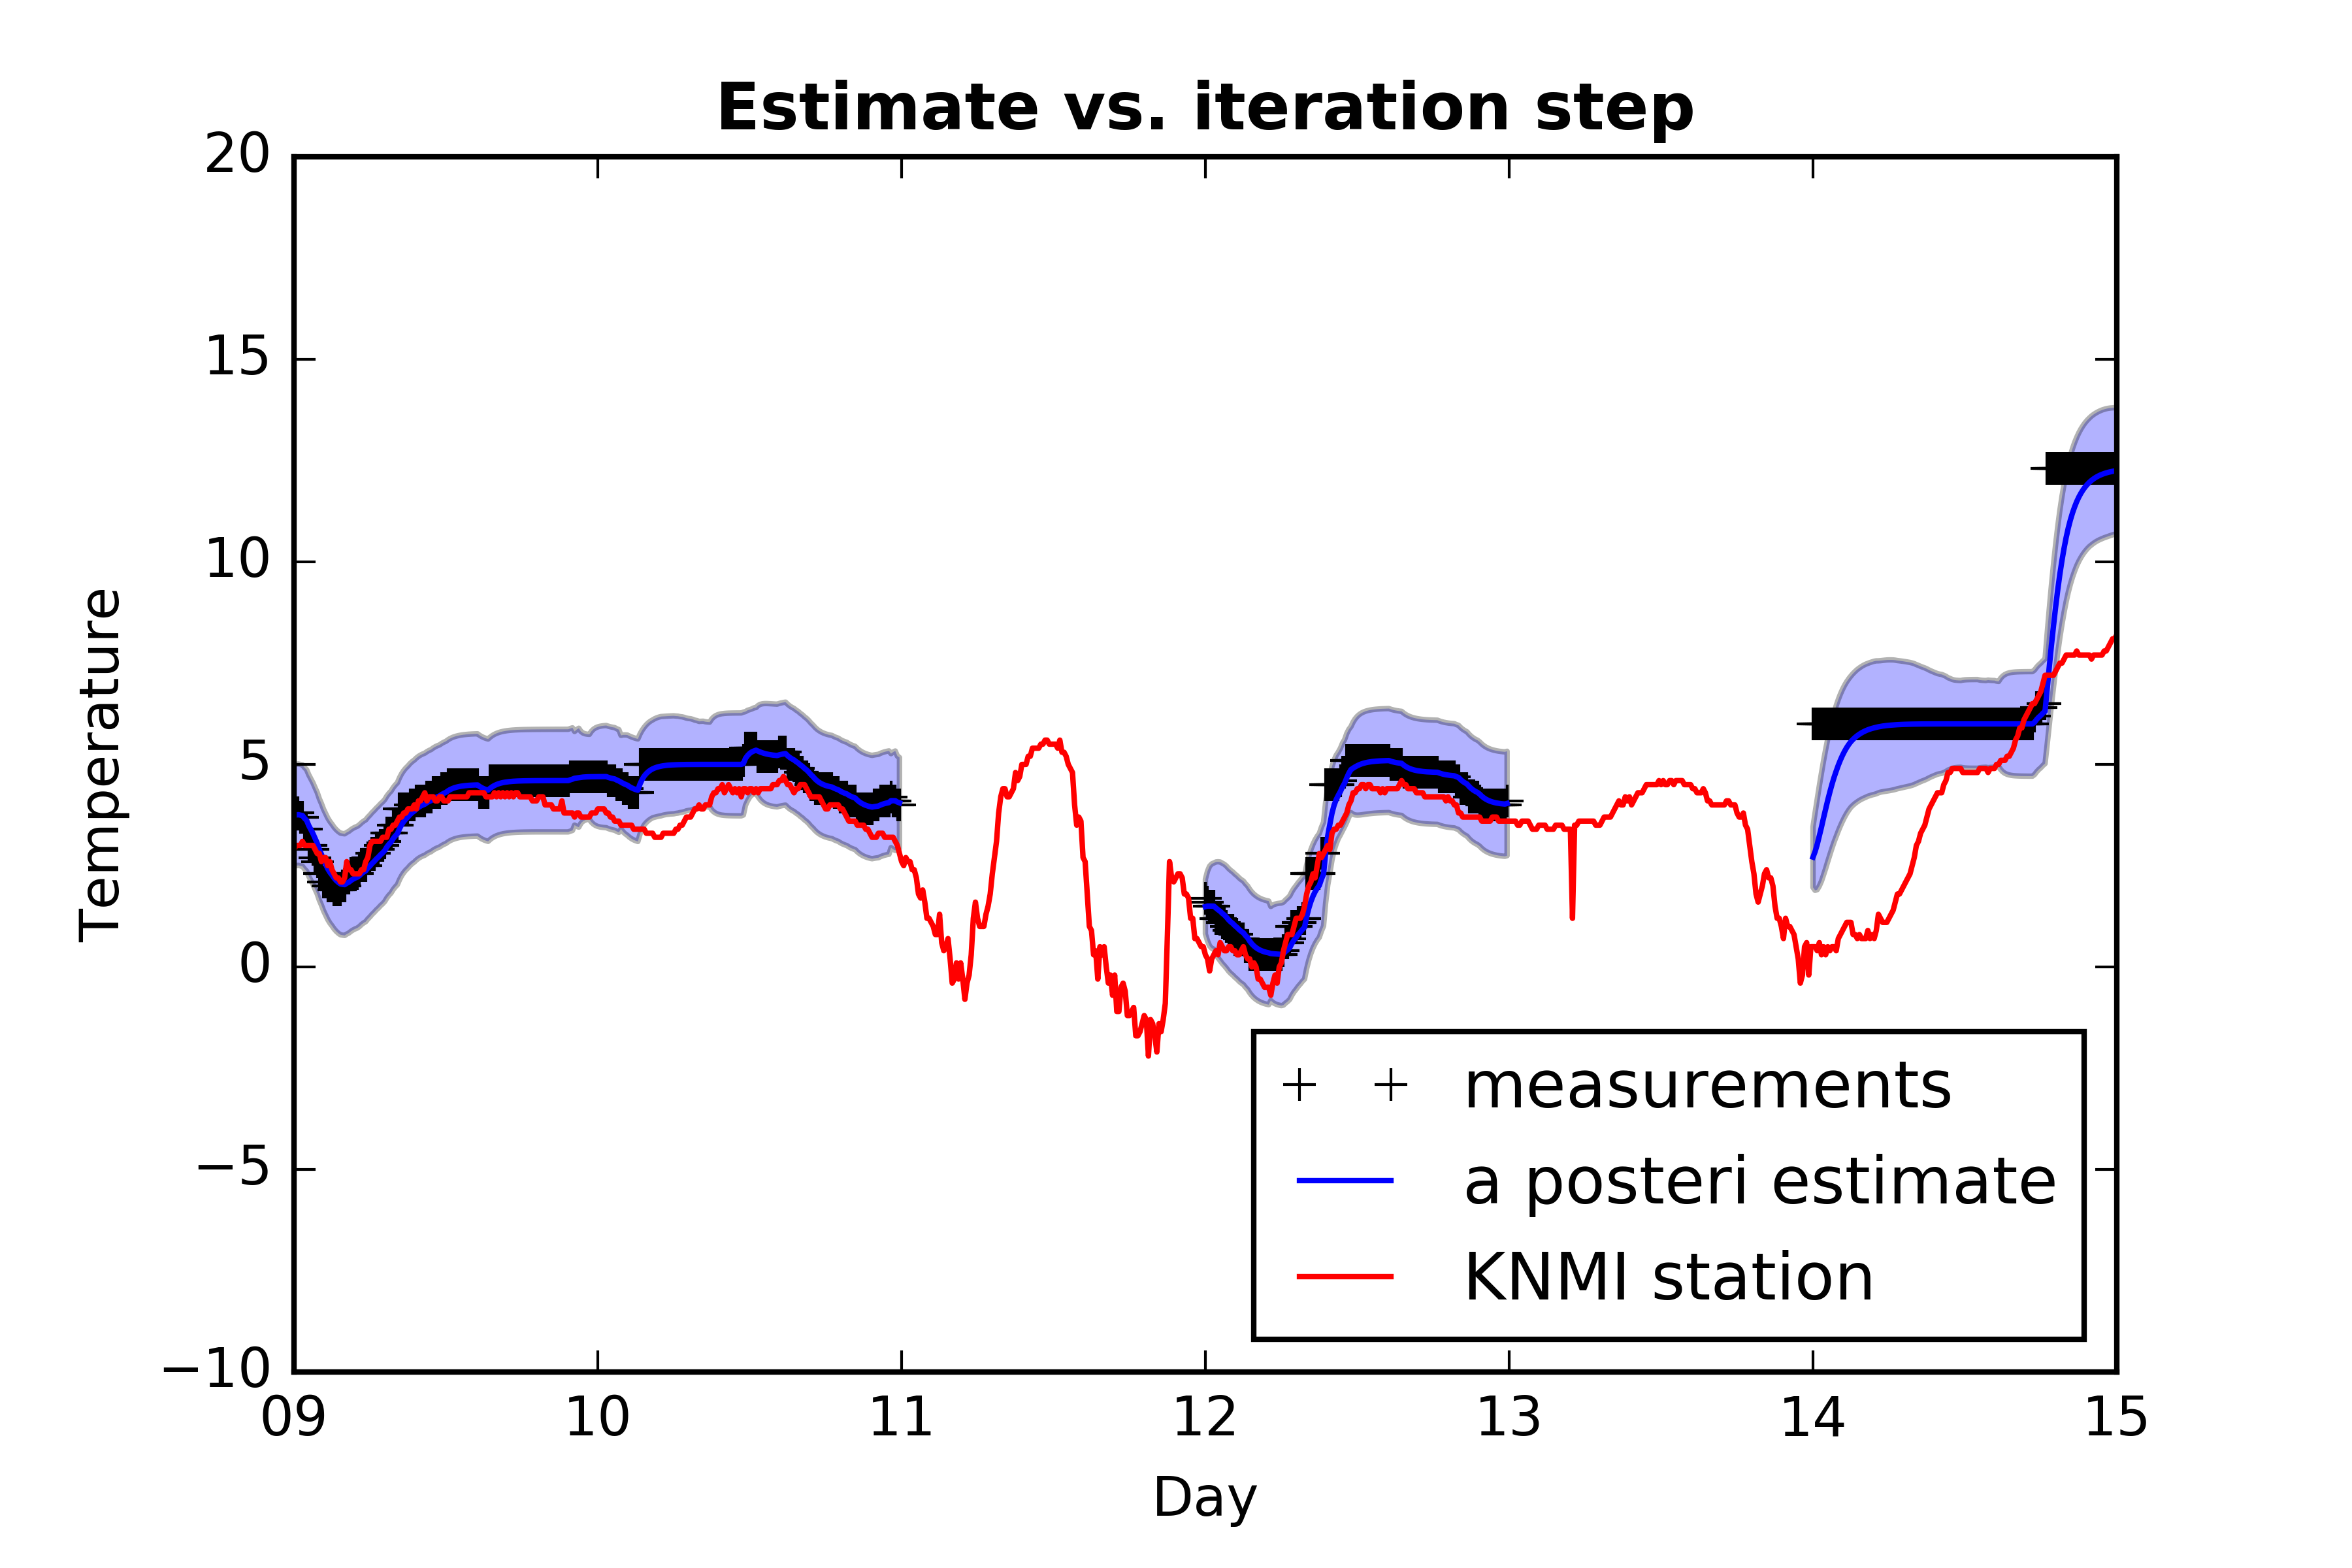 Estimate vs. iteration step
20
15
10
5
0
−5
−10
Temperature
measurements
a posteri estimate
KNMI station
09 10 11 12 13 14 15
Day